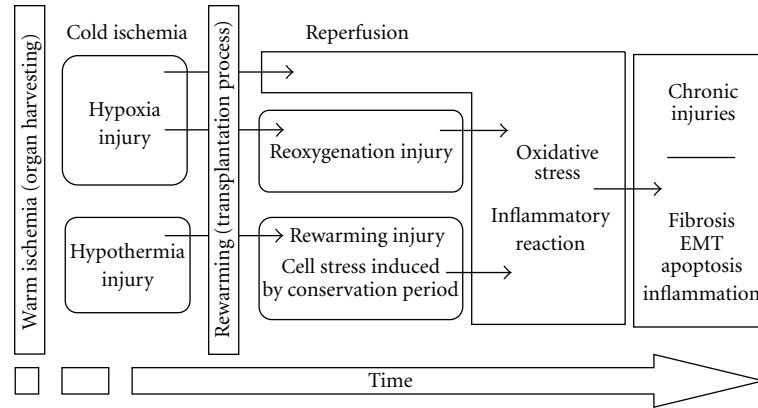 Warm ischemia (organ harvesting)
Cold ischemia
Hypoxia
injury
Hypothermia
injury
Rewarming (transplantation process)
Reperfusion
Reoxygenation injury
Rewarming injury
Cell stress induced
by conservation period
Oxidative
stress
Inflammatory
reaction
Chronic
injuries
Fibrosis
EMT
apoptosis
inflammation
Time